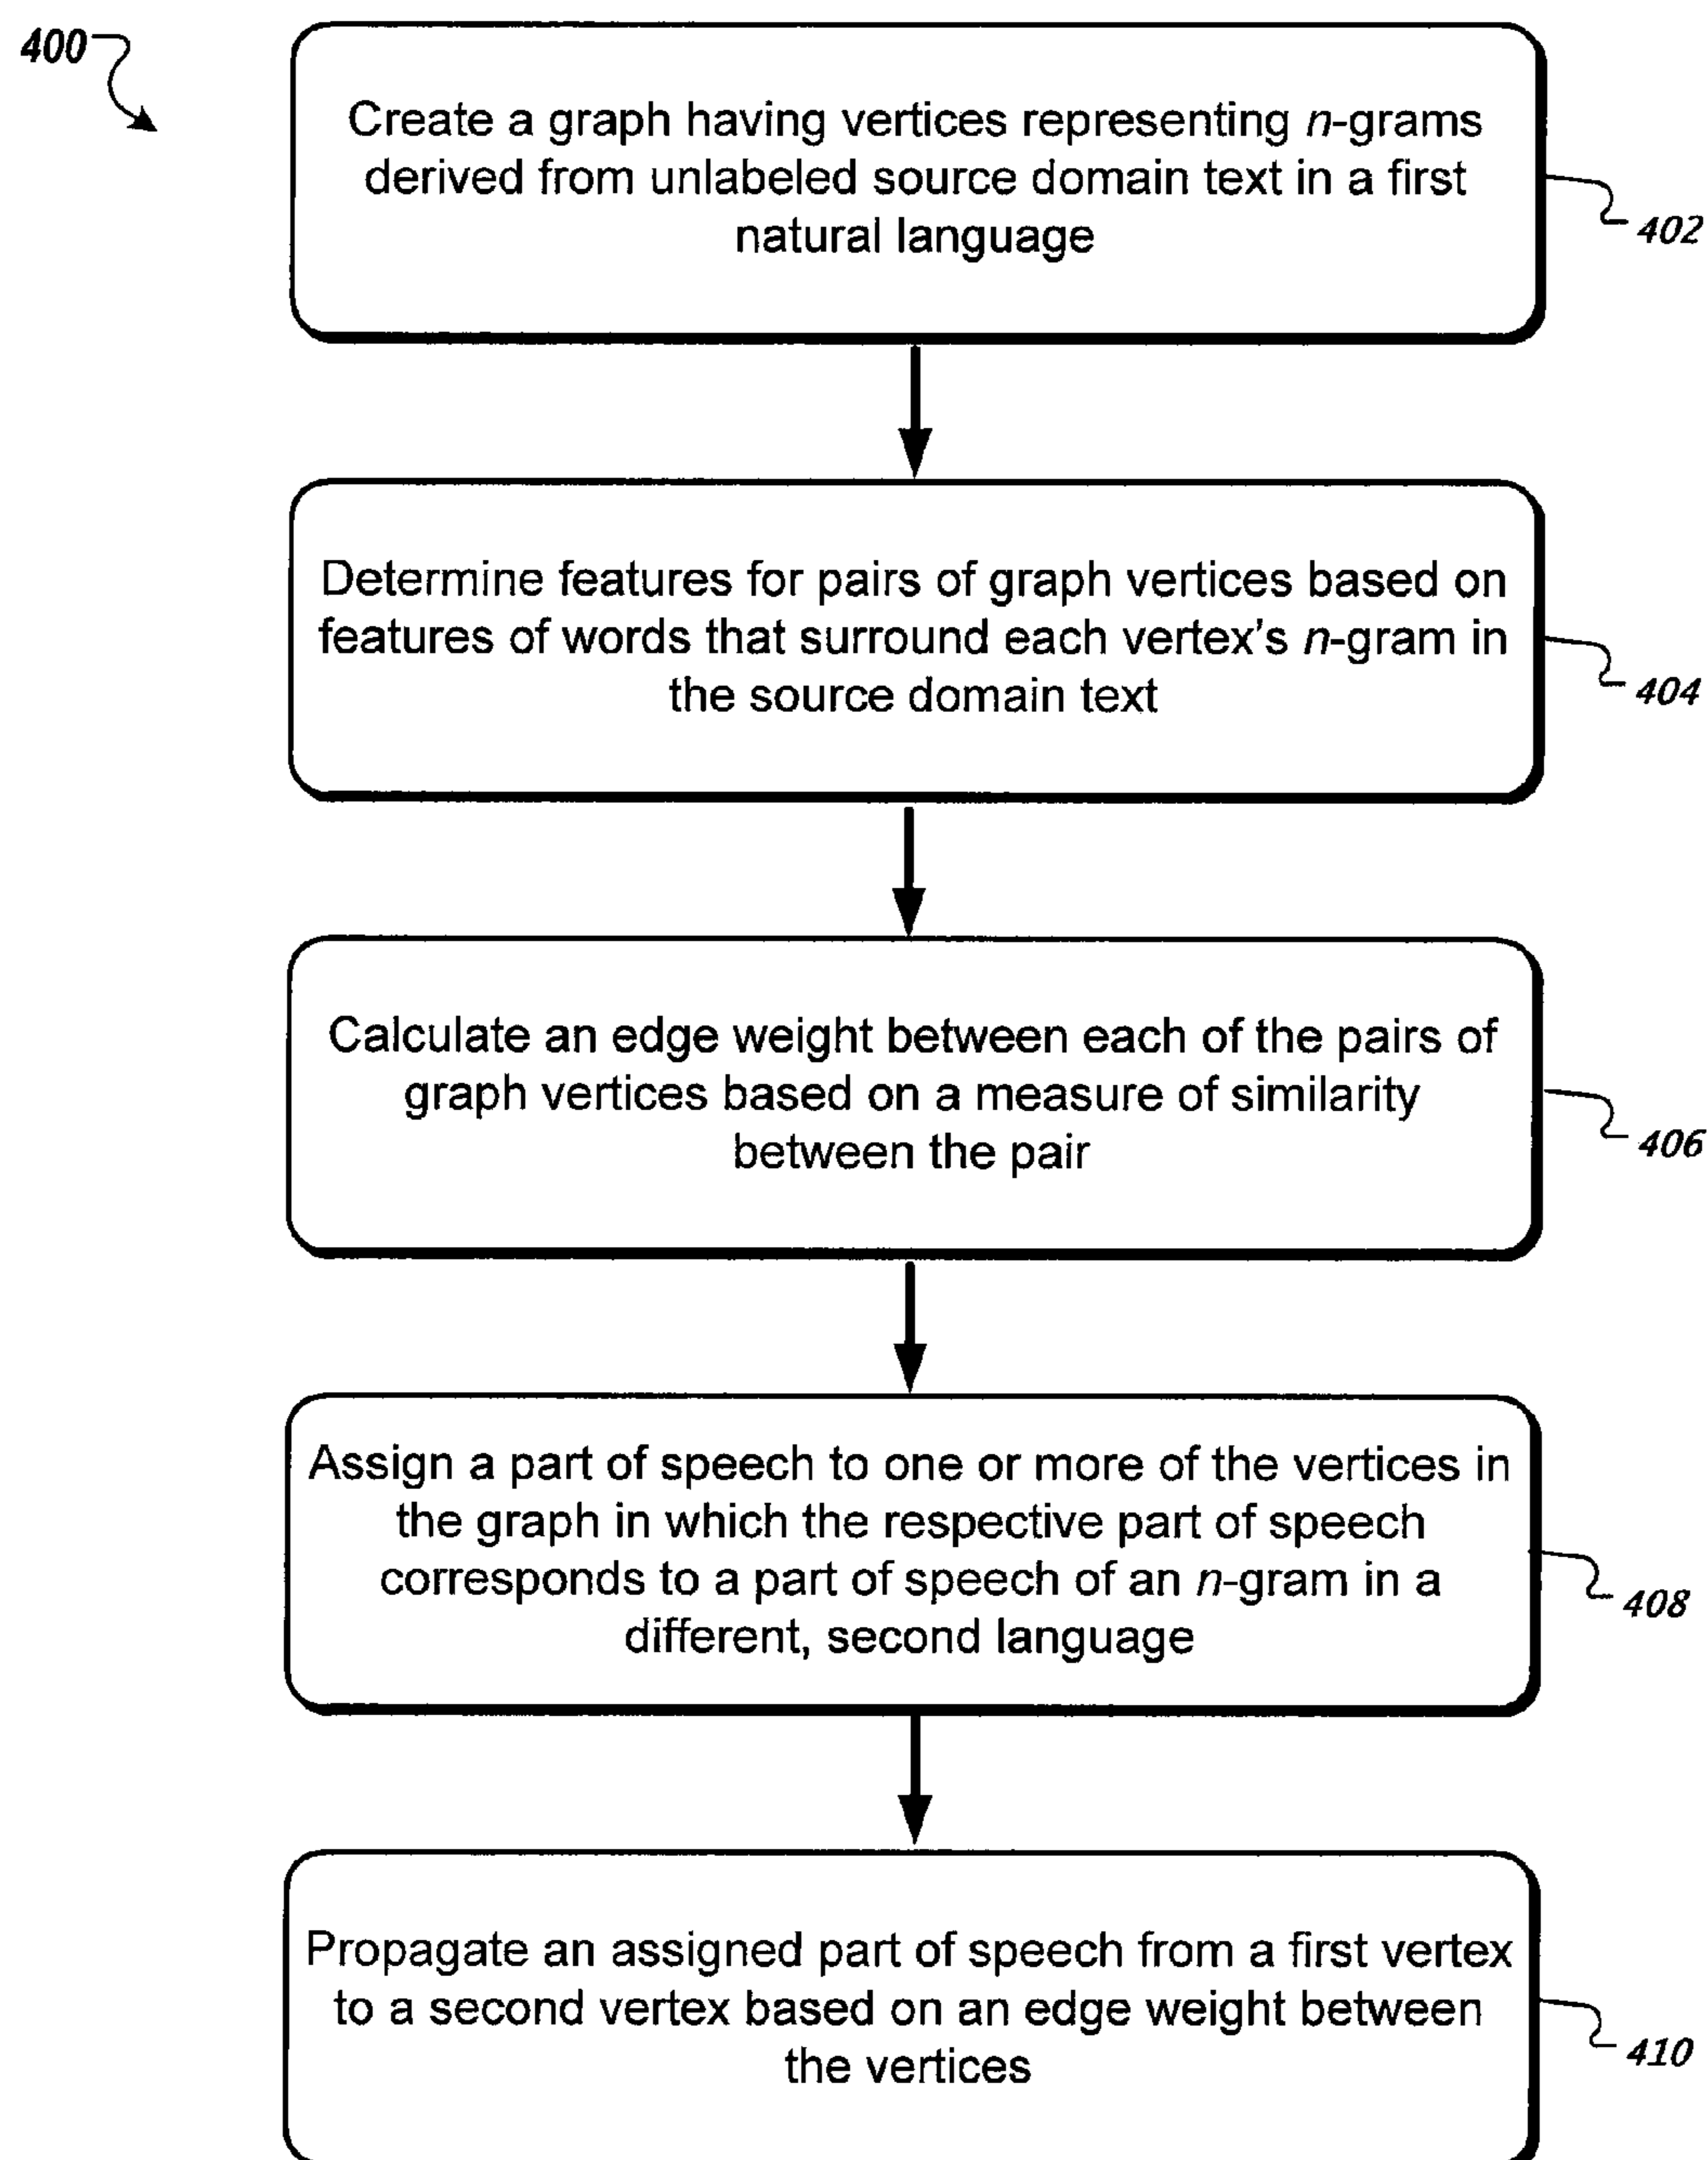 400
Create a graph having vertices representing n-grams
derived from unlabeled source domain text in a first
natural language
402
Determine features for pairs of graph vertices based on
features of words that surround each vertex's n-gram in
the source domain text
404
Calculate an edge weight between each of the pairs of
graph vertices based on a measure of similarity
between the pair
406
Assign a part of speech to one or more of the vertices in
the graph in which the respective part of speech
corresponds to a part of speech of an n-gram in a
different, second language
408
Propagate an assigned part of speech from a first vertex
to a second vertex based on an edge weight between
the vertices
410